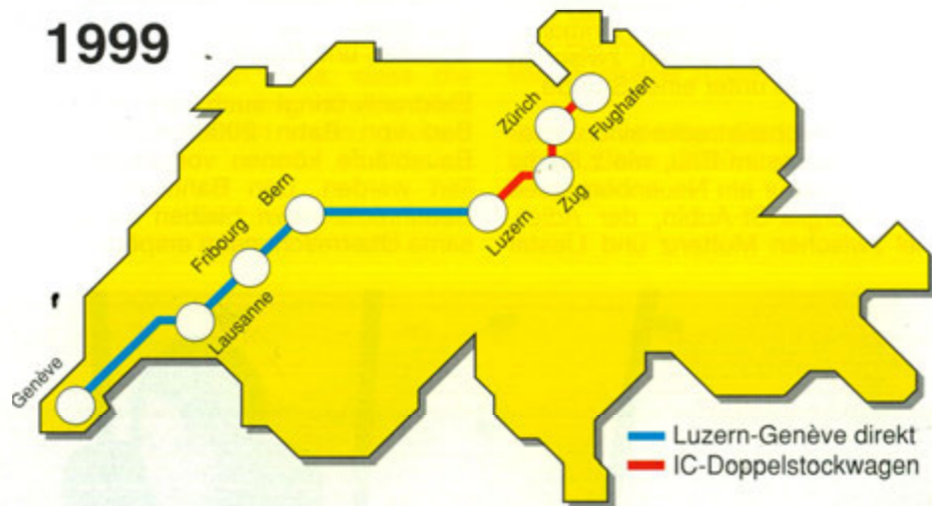 1999
Flughafen
Zürich
Zug
Luzern
Bern
Fribourg
Lausanne
Genève
Luzern-Genève direkt
IC-Doppelstockwagen